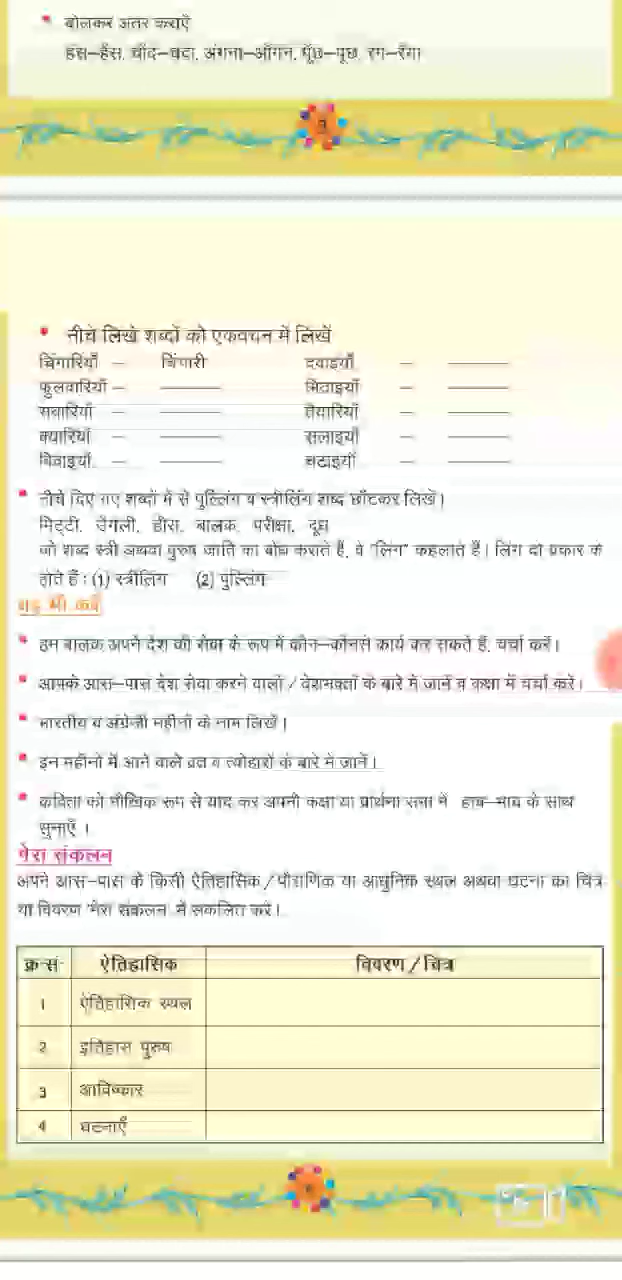 बोलकर अंतर कराएँ
हंस–हँस, चाँद–चंदा, अंगना–आँगन, पूँछ–पूछ, रंग–रँगा
नीचे लिखे शब्दों को एकवचन में लिखें
चिंगारियाँ – चिंगारी दवाइयाँ –
फुलवारियाँ – मिठाइयाँ –
सवारियाँ – तैयारियाँ –
क्यारियाँ – सलाइयाँ –
बिवाइयाँ – चटाइयाँ –
नीचे दिए गए शब्दों में से पुल्लिंग व स्त्रीलिंग शब्द छाँटकर लिखें।
मिट्टी, उँगली, हीरा, बालक, परीक्षा, दूध
जो शब्द स्त्री अथवा पुरुष जाति का बोध कराते हैं, वे "लिंग" कहलाते हैं। लिंग दो प्रकार के
होते हैं : (1) स्त्रीलिंग (2) पुल्लिंग
यह भी करें
हम बालक अपने देश की सेवा के रूप में कौन–कौनसे कार्य कर सकते हैं, चर्चा करें।
आपके आस–पास देश सेवा करने वालों / देशभक्तों के बारे में जानें व कक्षा में चर्चा करें।
भारतीय व अंग्रेजी महीनों के नाम लिखें।
इन महीनों में आने वाले व्रत व त्योहारों के बारे में जानें।
कविता को मौखिक रूप से याद कर अपनी कक्षा या प्रार्थना सभा में हाव–भाव के साथ
सुनाएँ ।
मेरा संकलन
अपने आस–पास के किसी ऐतिहासिक / पौराणिक या आधुनिक स्थल अथवा घटना का चित्र
या विवरण 'मेरा संकलन' में संकलित करें।
क्र.सं. ऐतिहासिक विवरण / चित्र
1 ऐतिहासिक स्थल
2 इतिहास पुरुष
3 आविष्कार
4 घटनाएँ